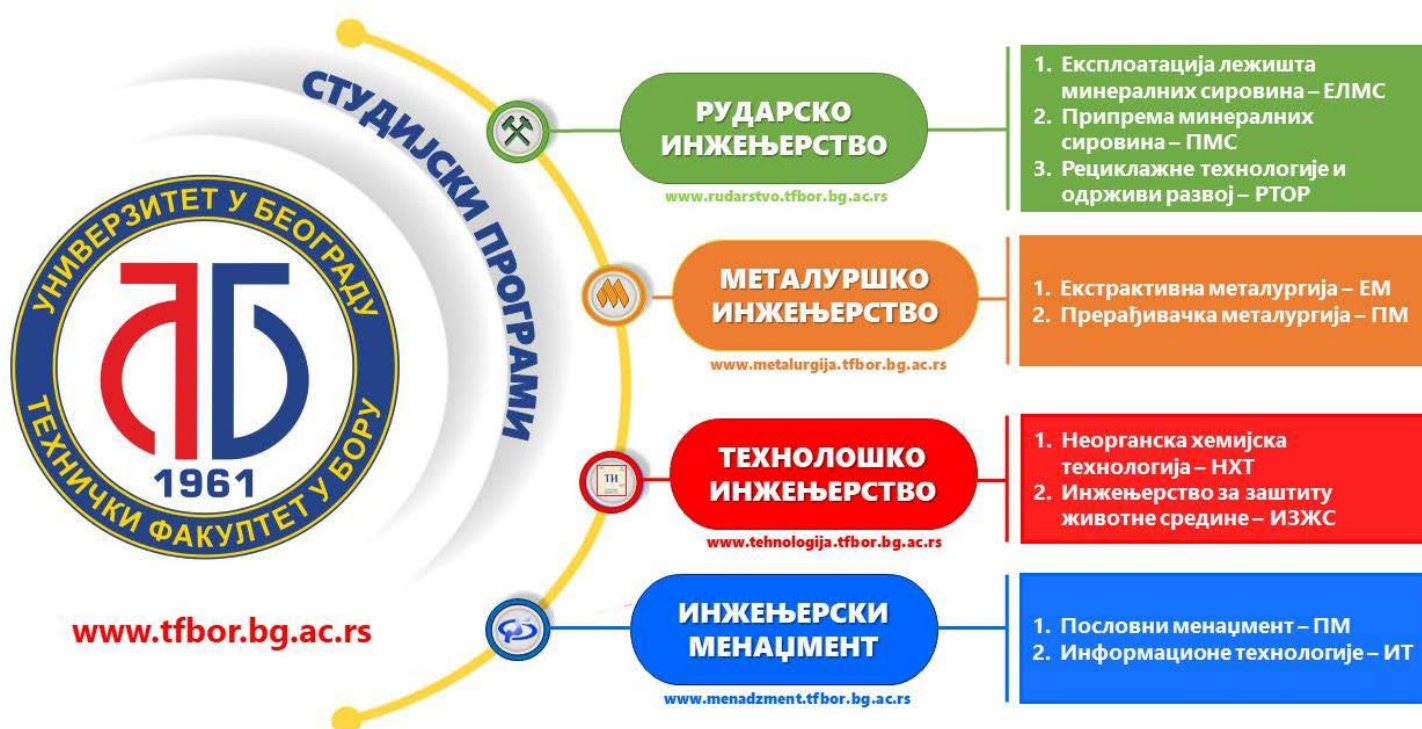 СТУДИЈСКИ ПРОГРАМИ
УНИВЕРЗИТЕТ У БЕОГРАДУ
1961
ТЕХНИЧКИ ФАКУЛТЕТ У БОРУ
www.tfbor.bg.ac.rs
РУДАРСКО
ИНЖЕЊЕРСТВО
www.rudarstvo.tfbor.bg.ac.rs
1. Експлоатација лежишта
минералних сировина – ЕЛМС
2. Припрема минералних
сировина – ПМС
3. Рециклажне технологије и
одрживи развој – РТОР
МЕТАЛУРШКО
ИНЖЕЊЕРСТВО
www.metalurgija.tfbor.bg.ac.rs
1. Екстрактивна металургија – ЕМ
2. Прерађивачка металургија – ПМ
ТИ
ТЕХНОЛОШКО
ИНЖЕЊЕРСТВО
www.tehnologija.tfbor.bg.ac.rs
1. Неорганска хемијска
технологија – НХТ
2. Инжењерство за заштиту
животне средине – ИЗЖС
ИНЖЕЊЕРСКИ
МЕНАЏМЕНТ
www.menadzment.tfbor.bg.ac.rs
1. Пословни менаџмент – ПМ
2. Информационе технологије – ИТ